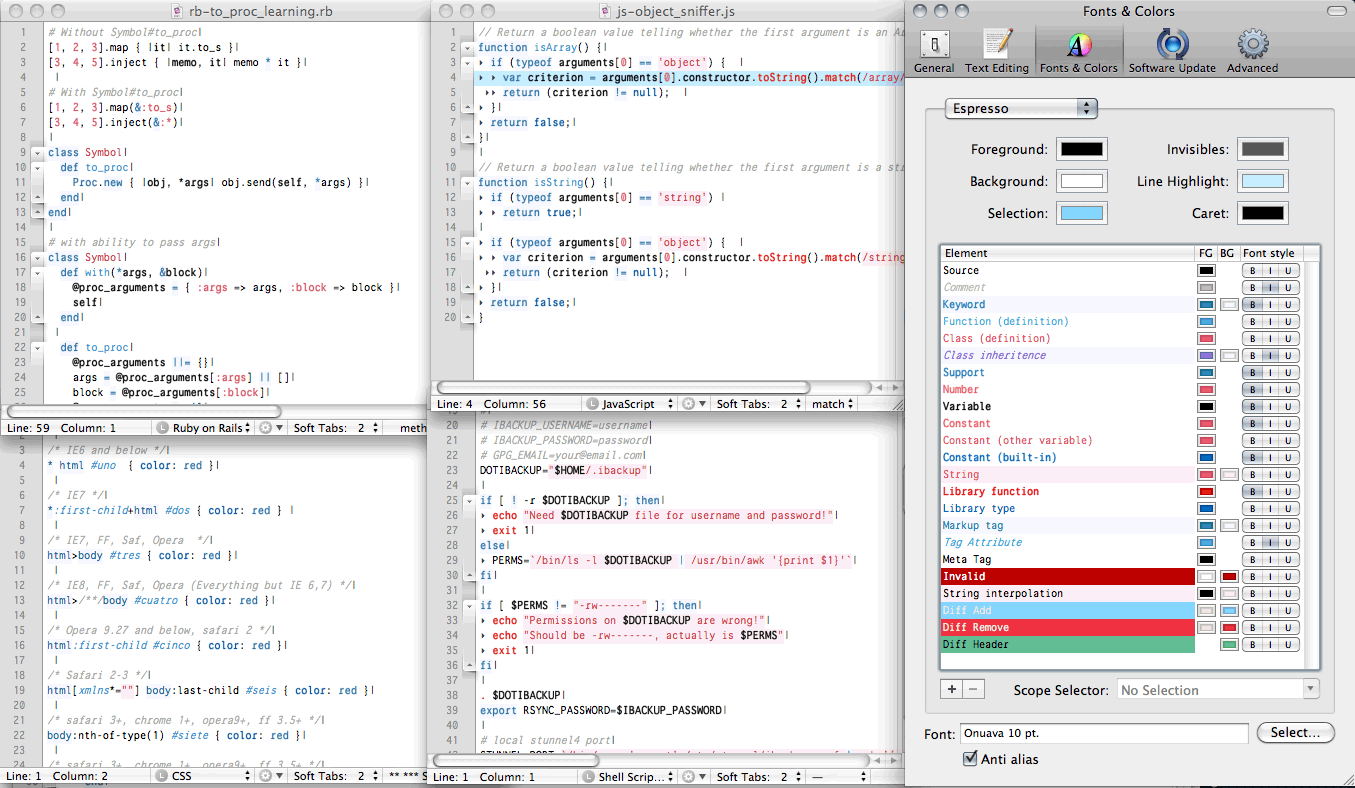 rb-to_proc_learning.rb
1 # Without Symbol#to_proc
2 [1, 2, 3].map { |it| it.to_s }
3 [3, 4, 5].inject { |memo, it| memo * it }
4
5 # With Symbol#to_proc
6 [1, 2, 3].map(&:to_s)
7 [3, 4, 5].inject(&:*)
8
9 class Symbol
10 def to_proc
11 Proc.new { |obj, *args| obj.send(self, *args) }
12 end
13 end
14
15 # with ability to pass args
16 class Symbol
17 def with(*args, &block)
18 @proc_arguments = { :args => args, :block => block }
19 self
20 end
21
22 def to_proc
23 @proc_arguments ||= {}
24 args = @proc_arguments[:args] || []
25 block = @proc_arguments[:block]
Line: 59 Column: 1 Ruby on Rails Soft Tabs: 2 meth
3 /* IE6 and below */
4 * html #uno { color: red }
5
6 /* IE7 */
7 *:first-child+html #dos { color: red }
8
9 /* IE7, FF, Saf, Opera */
10 html>body #tres { color: red }
11
12 /* IE8, FF, Saf, Opera (Everything but IE 6,7) */
13 html>/**/body #cuatro { color: red }
14
15 /* Opera 9.27 and below, safari 2 */
16 html:first-child #cinco { color: red }
17
18 /* Safari 2-3 */
19 html[xmlns*=""] body:last-child #seis { color: red }
20
21 /* safari 3+, chrome 1+, opera9+, ff 3.5+ */
22 body:nth-of-type(1) #siete { color: red }
23
24 /* safari 3+, chrome 1+, opera9+, ff 3.5+ */
Line: 1 Column: 2 CSS Soft Tabs: 2 ** *** S
js-object_sniffer.js
1 // Return a boolean value telling whether the first argument is an Ar
2 function isArray() {
3 if (typeof arguments[0] == 'object') {
4 var criterion = arguments[0].constructor.toString().match(/array/
5 return (criterion != null);
6 }
7 return false;
8 }
9
10 // Return a boolean value telling whether the first argument is a str
11 function isString() {
12 if (typeof arguments[0] == 'string')
13 return true;
14
15 if (typeof arguments[0] == 'object') {
16 var criterion = arguments[0].constructor.toString().match(/string
17 return (criterion != null);
18 }
19 return false;
20 }
Line: 4 Column: 56 JavaScript Soft Tabs: 2 match
20 # IBACKUP_USERNAME=username
21 # IBACKUP_PASSWORD=password
22 # GPG_EMAIL=your@email.com
23 DOTIBACKUP="$HOME/.ibackup"
24
25 if [ ! -r $DOTIBACKUP ]; then
26 echo "Need $DOTIBACKUP file for username and password!"
27 exit 1
28 else
29 PERMS=`/bin/ls -l $DOTIBACKUP | /usr/bin/awk '{print $1}'`
30 fi
31
32 if [ $PERMS != "-rw-------" ]; then
33 echo "Permissions on $DOTIBACKUP are wrong!"
34 echo "Should be -rw-------, actually is $PERMS"
35 exit 1
36 fi
37
38 . $DOTIBACKUP
39 export RSYNC_PASSWORD=$IBACKUP_PASSWORD
40
41 # local stunnel4 port
Line: 1 Column: 1 Shell Scrip... Soft Tabs: 2 —
Fonts & Colors
General Text Editing Fonts & Colors Software Update Advanced
Espresso
Foreground: Invisibles:
Background: Line Highlight:
Selection: Caret:
Element FG BG Font style
Source B I U
Comment B I U
Keyword B I U
Function (definition) B I U
Class (definition) B I U
Class inheritence B I U
Support B I U
Number B I U
Variable B I U
Constant B I U
Constant (other variable) B I U
Constant (built-in) B I U
String B I U
Library function B I U
Library type B I U
Markup tag B I U
Tag Attribute B I U
Meta Tag B I U
Invalid B I U
String interpolation B I U
Diff Add B I U
Diff Remove B I U
Diff Header B I U
+ − Scope Selector: No Selection
Font: Onuava 10 pt. Select...
Anti alias